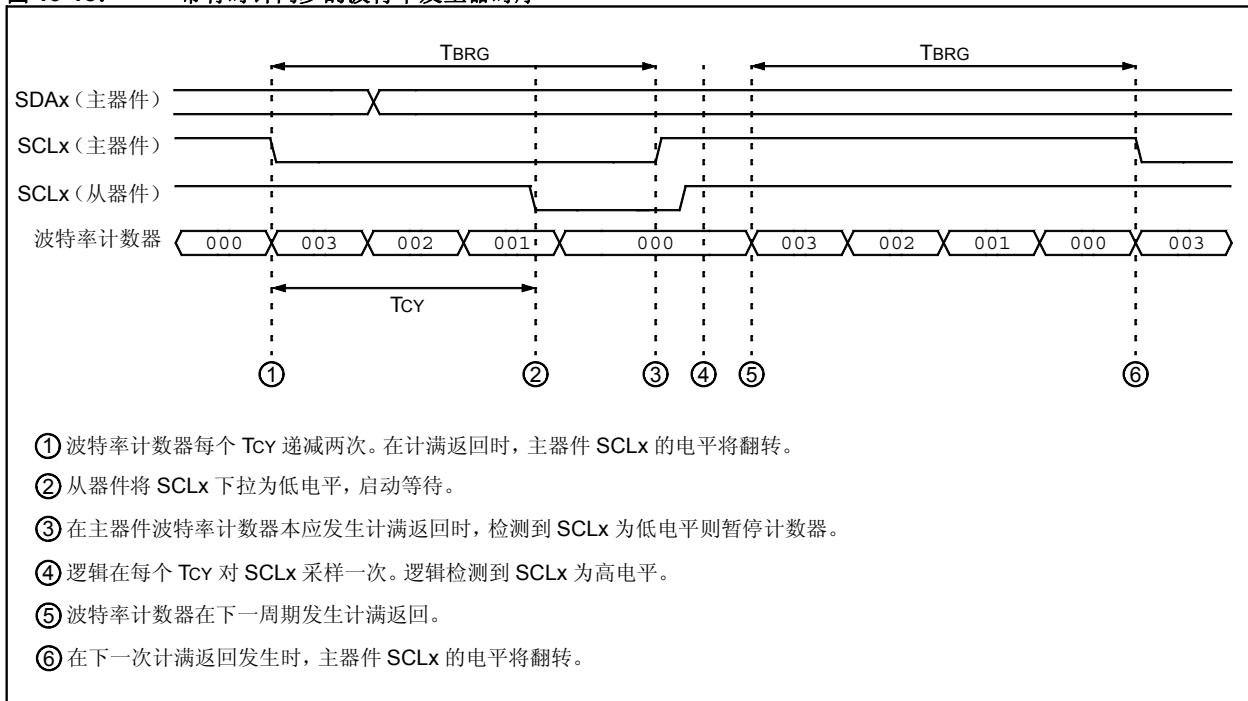 TBRG
TBRG
SDAx（主器件）
SCLx（主器件）
SCLx（从器件）
波特率计数器
000 003 002 001 000 003 002 001 000 003
TCY
① ② ③ ④ ⑤ ⑥
① 波特率计数器每个 TCY 递减两次。在计满返回时，主器件 SCLx 的电平将翻转。
② 从器件将 SCLx 下拉为低电平，启动等待。
③ 在主器件波特率计数器本应发生计满返回时，检测到 SCLx 为低电平则暂停计数器。
④ 逻辑在每个 TCY 对 SCLx 采样一次。逻辑检测到 SCLx 为高电平。
⑤ 波特率计数器在下一周期发生计满返回。
⑥ 在下一次计满返回发生时，主器件 SCLx 的电平将翻转。